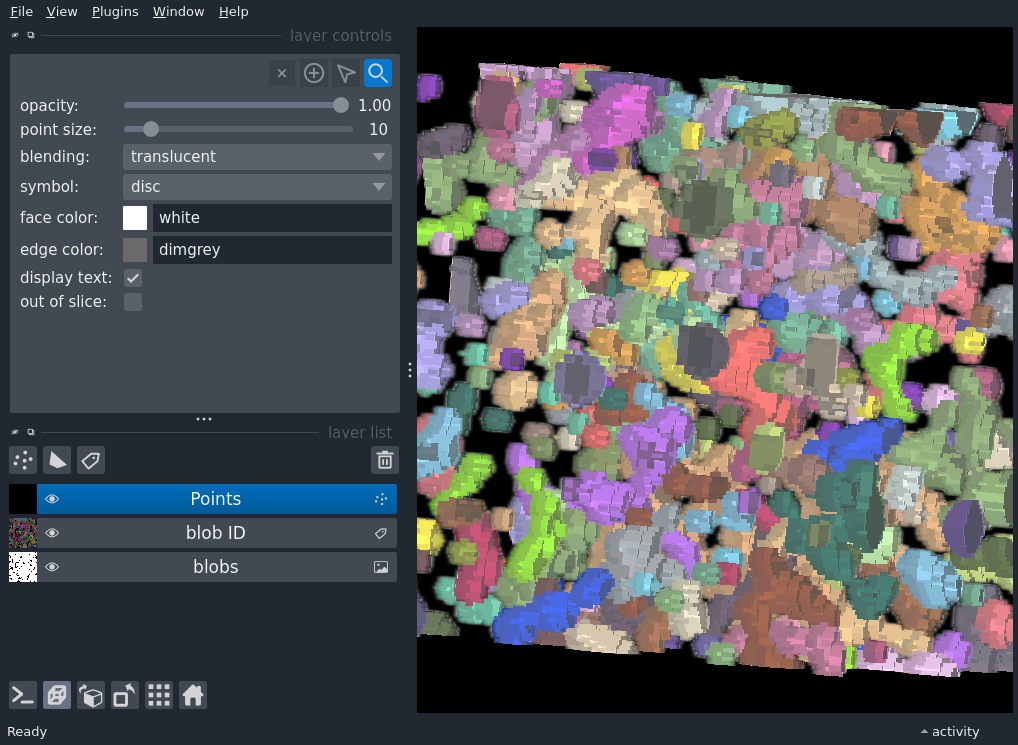 File View Plugins Window Help
layer controls
opacity: 1.00
point size: 10
blending: translucent
symbol: disc
face color: white
edge color: dimgrey
display text:
out of slice:
layer list
Points
blob ID
blobs
Ready activity